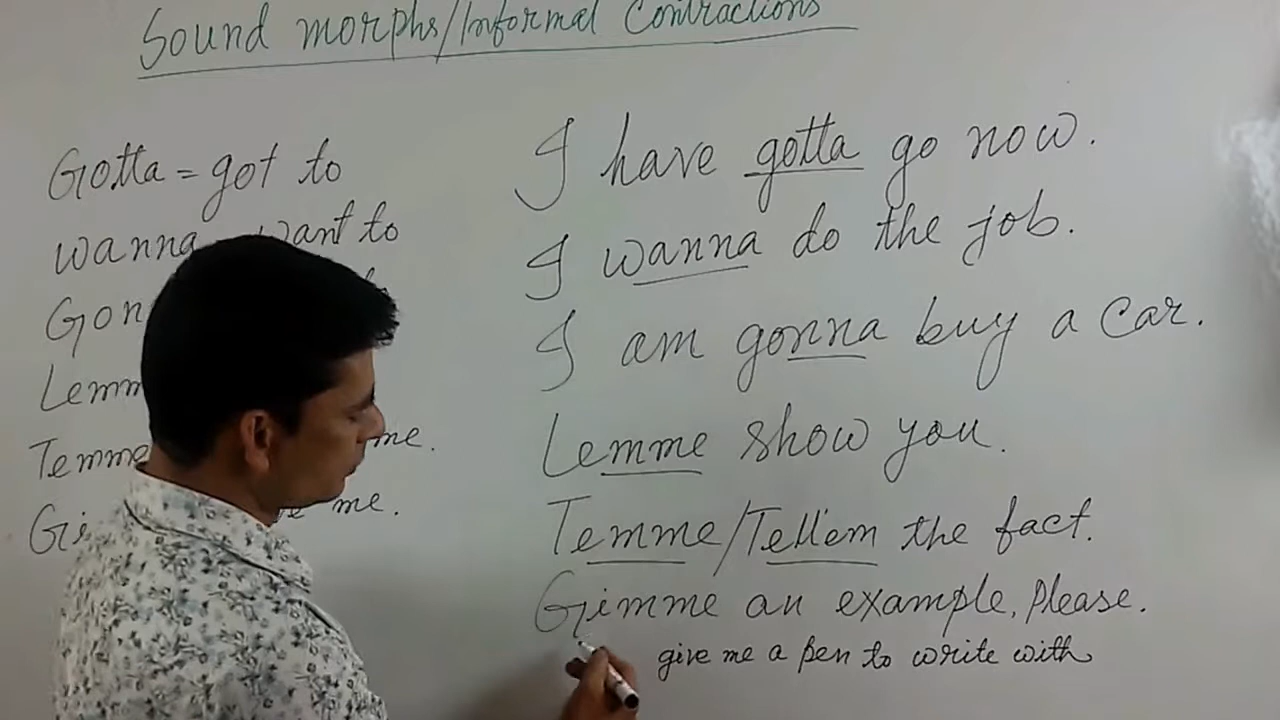 Sound morphs/Informal Contractions
Gotta = got to
wanna want to
Gon
Lemm
Temme me.
Gi me.
I have gotta go now.
I wanna do the job.
I am gonna buy a car.
Lemme show you.
Temme/Tell'em the fact.
Gimme an example, please.
give me a pen to write with